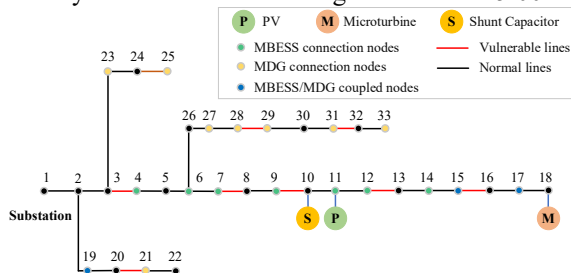 P PV M Microturbine S Shunt Capacitor
MBESS connection nodes Vulnerable lines
MDG connection nodes Normal lines
MBESS/MDG coupled nodes
23 24 25
26 27 28 29 30 31 32 33
1 2 3 4 5 6 7 8 9 10 11 12 13 14 15 16 17 18
Substation S P M
19 20 21 22